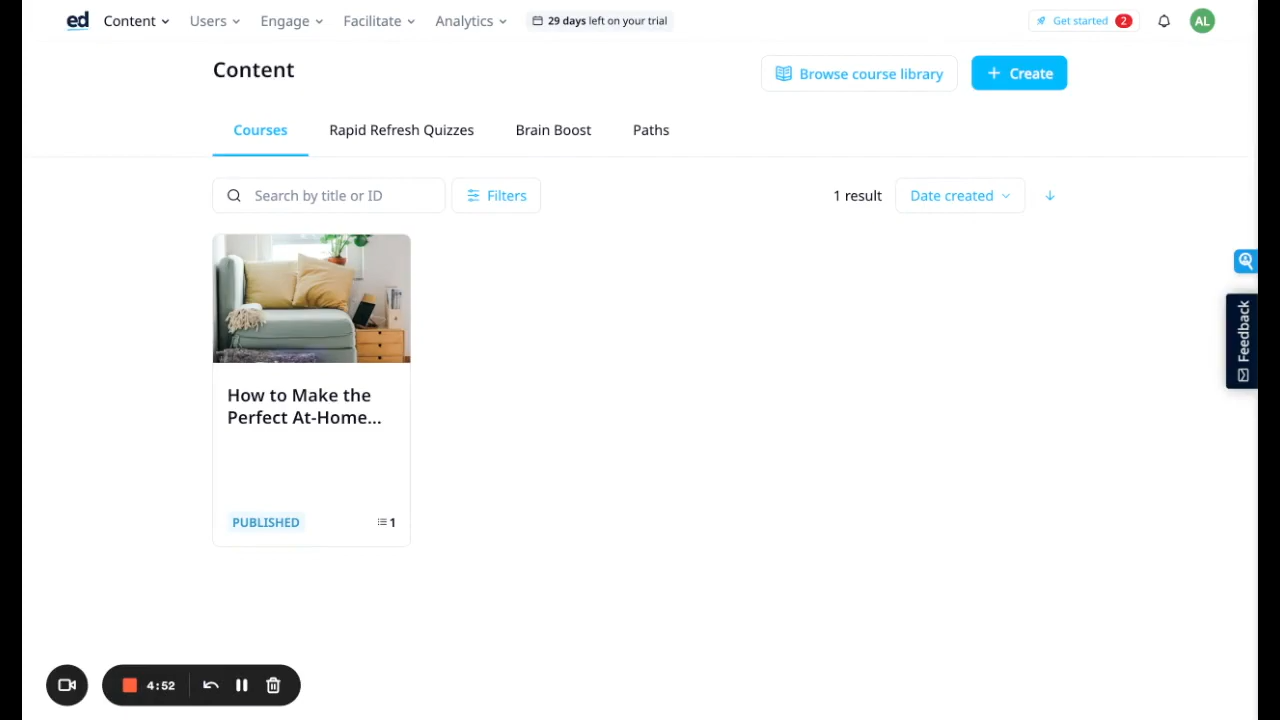 ed Content Users Engage Facilitate Analytics 29 days left on your trial Get started 2 AL
Content
Browse course library
+ Create
Courses Rapid Refresh Quizzes Brain Boost Paths
Search by title or ID Filters 1 result Date created
Feedback
How to Make the
Perfect At-Home...
PUBLISHED 1
4:52